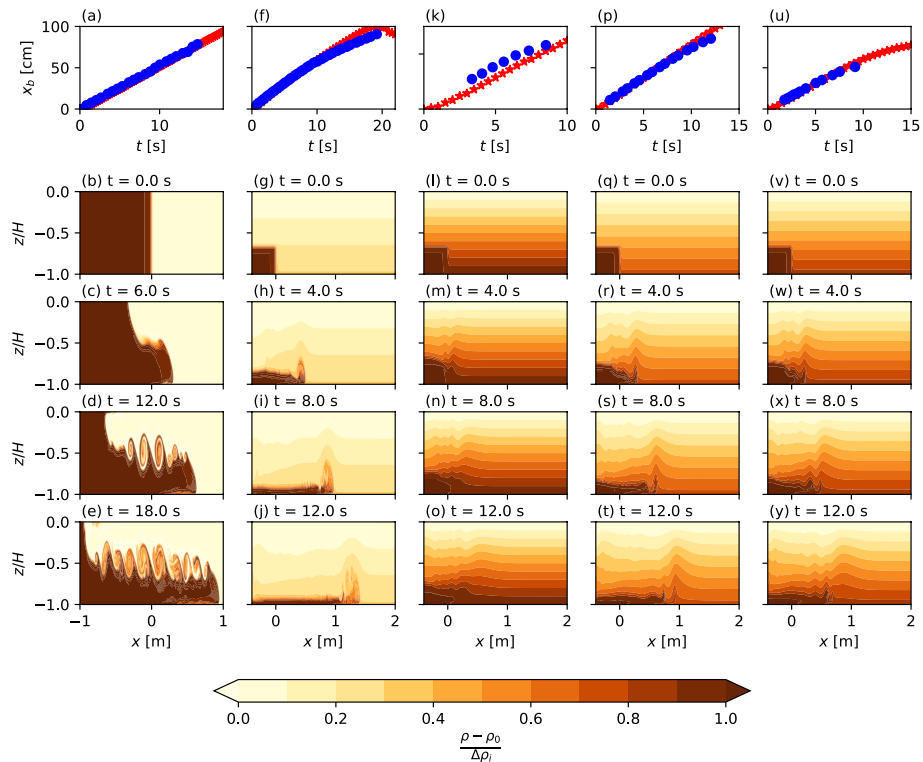 (a) (f) (k) (p) (u)
100
50
0
x_b [cm]
0 10 0 10 20 0 5 10 0 5 10 15 0 5 10 15
t [s] t [s] t [s] t [s] t [s]
(b) t = 0.0 s (g) t = 0.0 s (l) t = 0.0 s (q) t = 0.0 s (v) t = 0.0 s
0.0
z/H −0.5
−1.0
(c) t = 6.0 s (h) t = 4.0 s (m) t = 4.0 s (r) t = 4.0 s (w) t = 4.0 s
0.0
z/H −0.5
−1.0
(d) t = 12.0 s (i) t = 8.0 s (n) t = 8.0 s (s) t = 8.0 s (x) t = 8.0 s
0.0
z/H −0.5
−1.0
(e) t = 18.0 s (j) t = 12.0 s (o) t = 12.0 s (t) t = 12.0 s (y) t = 12.0 s
0.0
z/H −0.5
−1.0
−1 0 1 0 1 2 0 1 2 0 1 2 0 1 2
x [m] x [m] x [m] x [m] x [m]
0.0 0.2 0.4 0.6 0.8 1.0
ρ − ρ₀
Δρᵢ